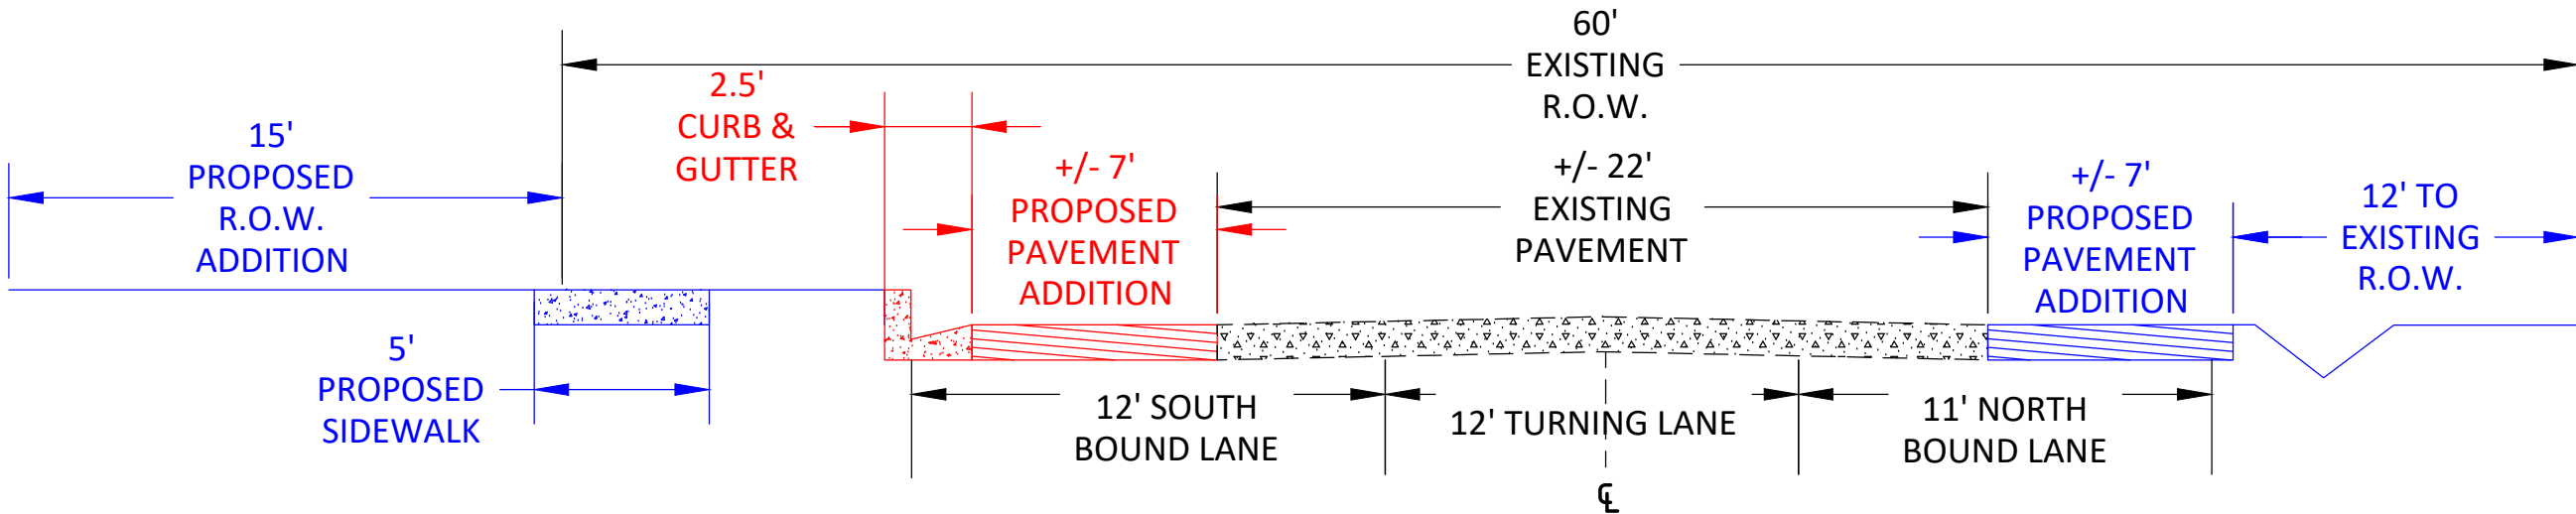 60'
EXISTING
R.O.W.
2.5'
CURB &
GUTTER
15'
PROPOSED
R.O.W.
ADDITION
+/- 7'
PROPOSED
PAVEMENT
ADDITION
+/- 22'
EXISTING
PAVEMENT
+/- 7'
PROPOSED
PAVEMENT
ADDITION
12' TO
EXISTING
R.O.W.
5'
PROPOSED
SIDEWALK
12' SOUTH
BOUND LANE
12' TURNING LANE
11' NORTH
BOUND LANE
℄